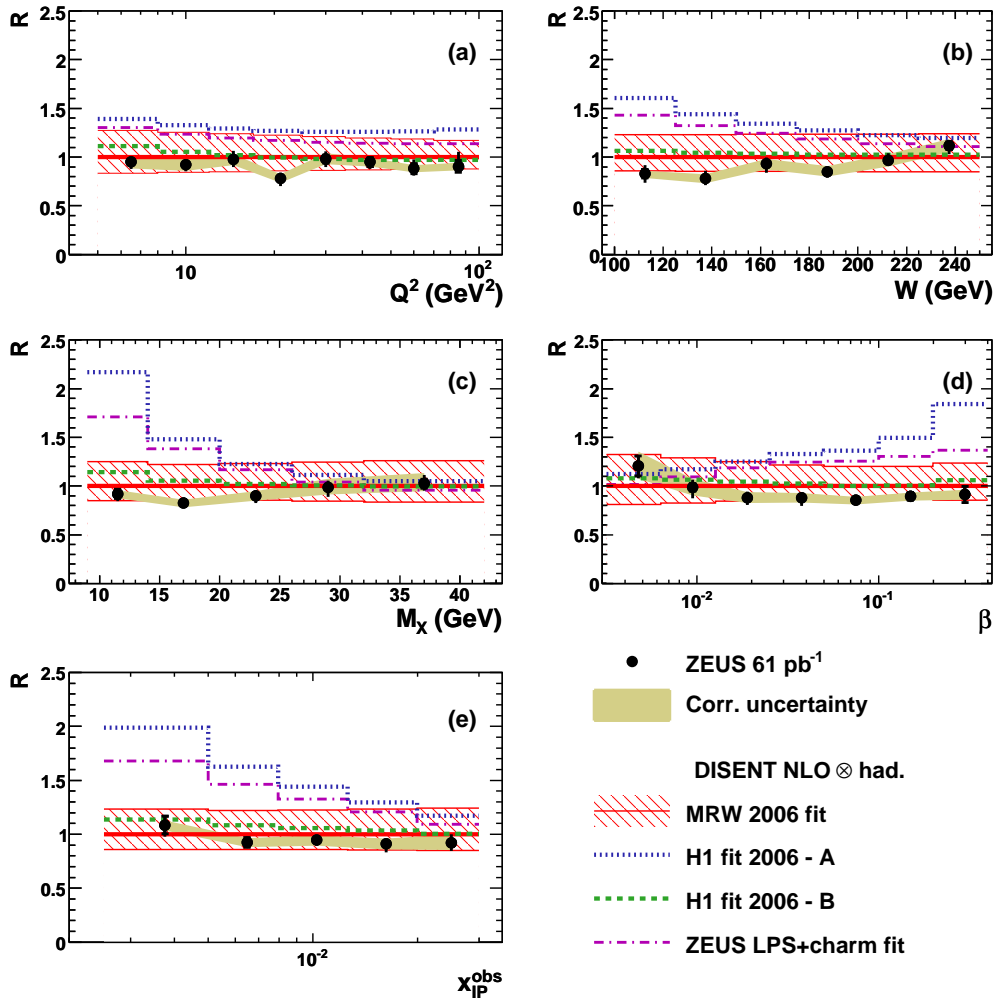 R
2.5
2
1.5
1
0.5
0
(a)
10
10²
Q² (GeV²)
R
2.5
2
1.5
1
0.5
0
(b)
100 120 140 160 180 200 220 240
W (GeV)
R
2.5
2
1.5
1
0.5
0
(c)
10 15 20 25 30 35 40
M_X (GeV)
R
2.5
2
1.5
1
0.5
0
(d)
10⁻²
10⁻¹
β
R
2.5
2
1.5
1
0.5
0
(e)
10⁻²
x_IP^obs
ZEUS 61 pb⁻¹
Corr. uncertainty
DISENT NLO ⊗ had.
MRW 2006 fit
H1 fit 2006 - A
H1 fit 2006 - B
ZEUS LPS+charm fit